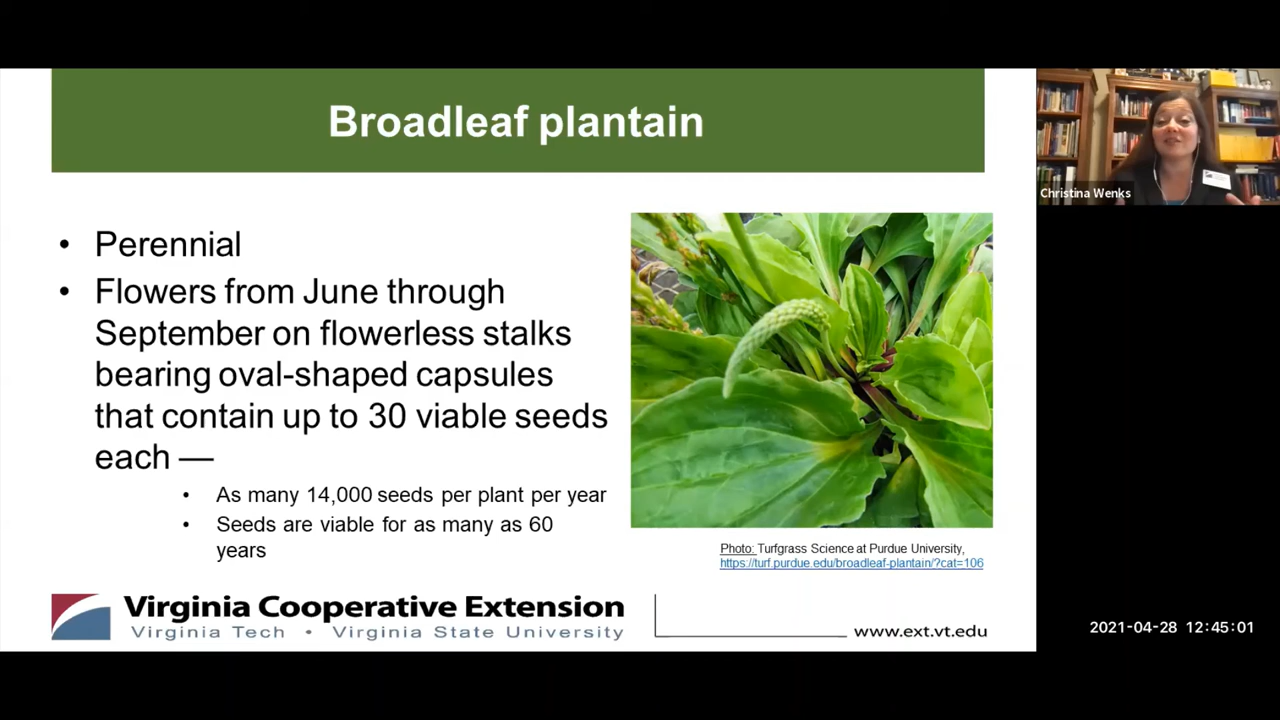 Broadleaf plantain
• Perennial
• Flowers from June through
September on flowerless stalks
bearing oval-shaped capsules
that contain up to 30 viable seeds
each —
• As many 14,000 seeds per plant per year
• Seeds are viable for as many as 60
years
Photo: Turfgrass Science at Purdue University,
https://turf.purdue.edu/broadleaf-plantain/?cat=106
Virginia Cooperative Extension
Virginia Tech • Virginia State University
www.ext.vt.edu
Christina Wenks
2021-04-28 12:45:01